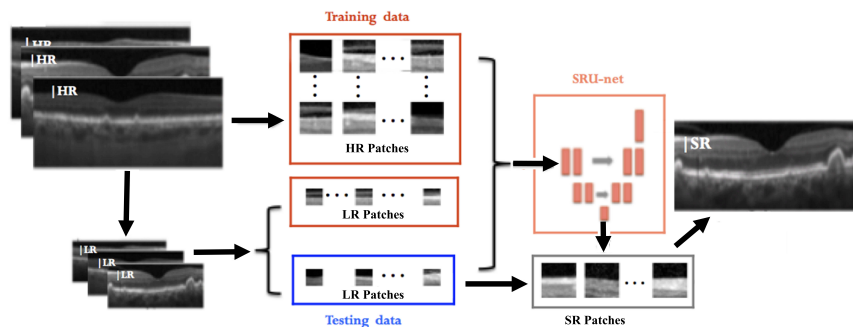 Training data
|HR
|HR
|HR
HR Patches
LR Patches
SRU-net
|SR
|LR
|LR
|LR
LR Patches
Testing data
SR Patches